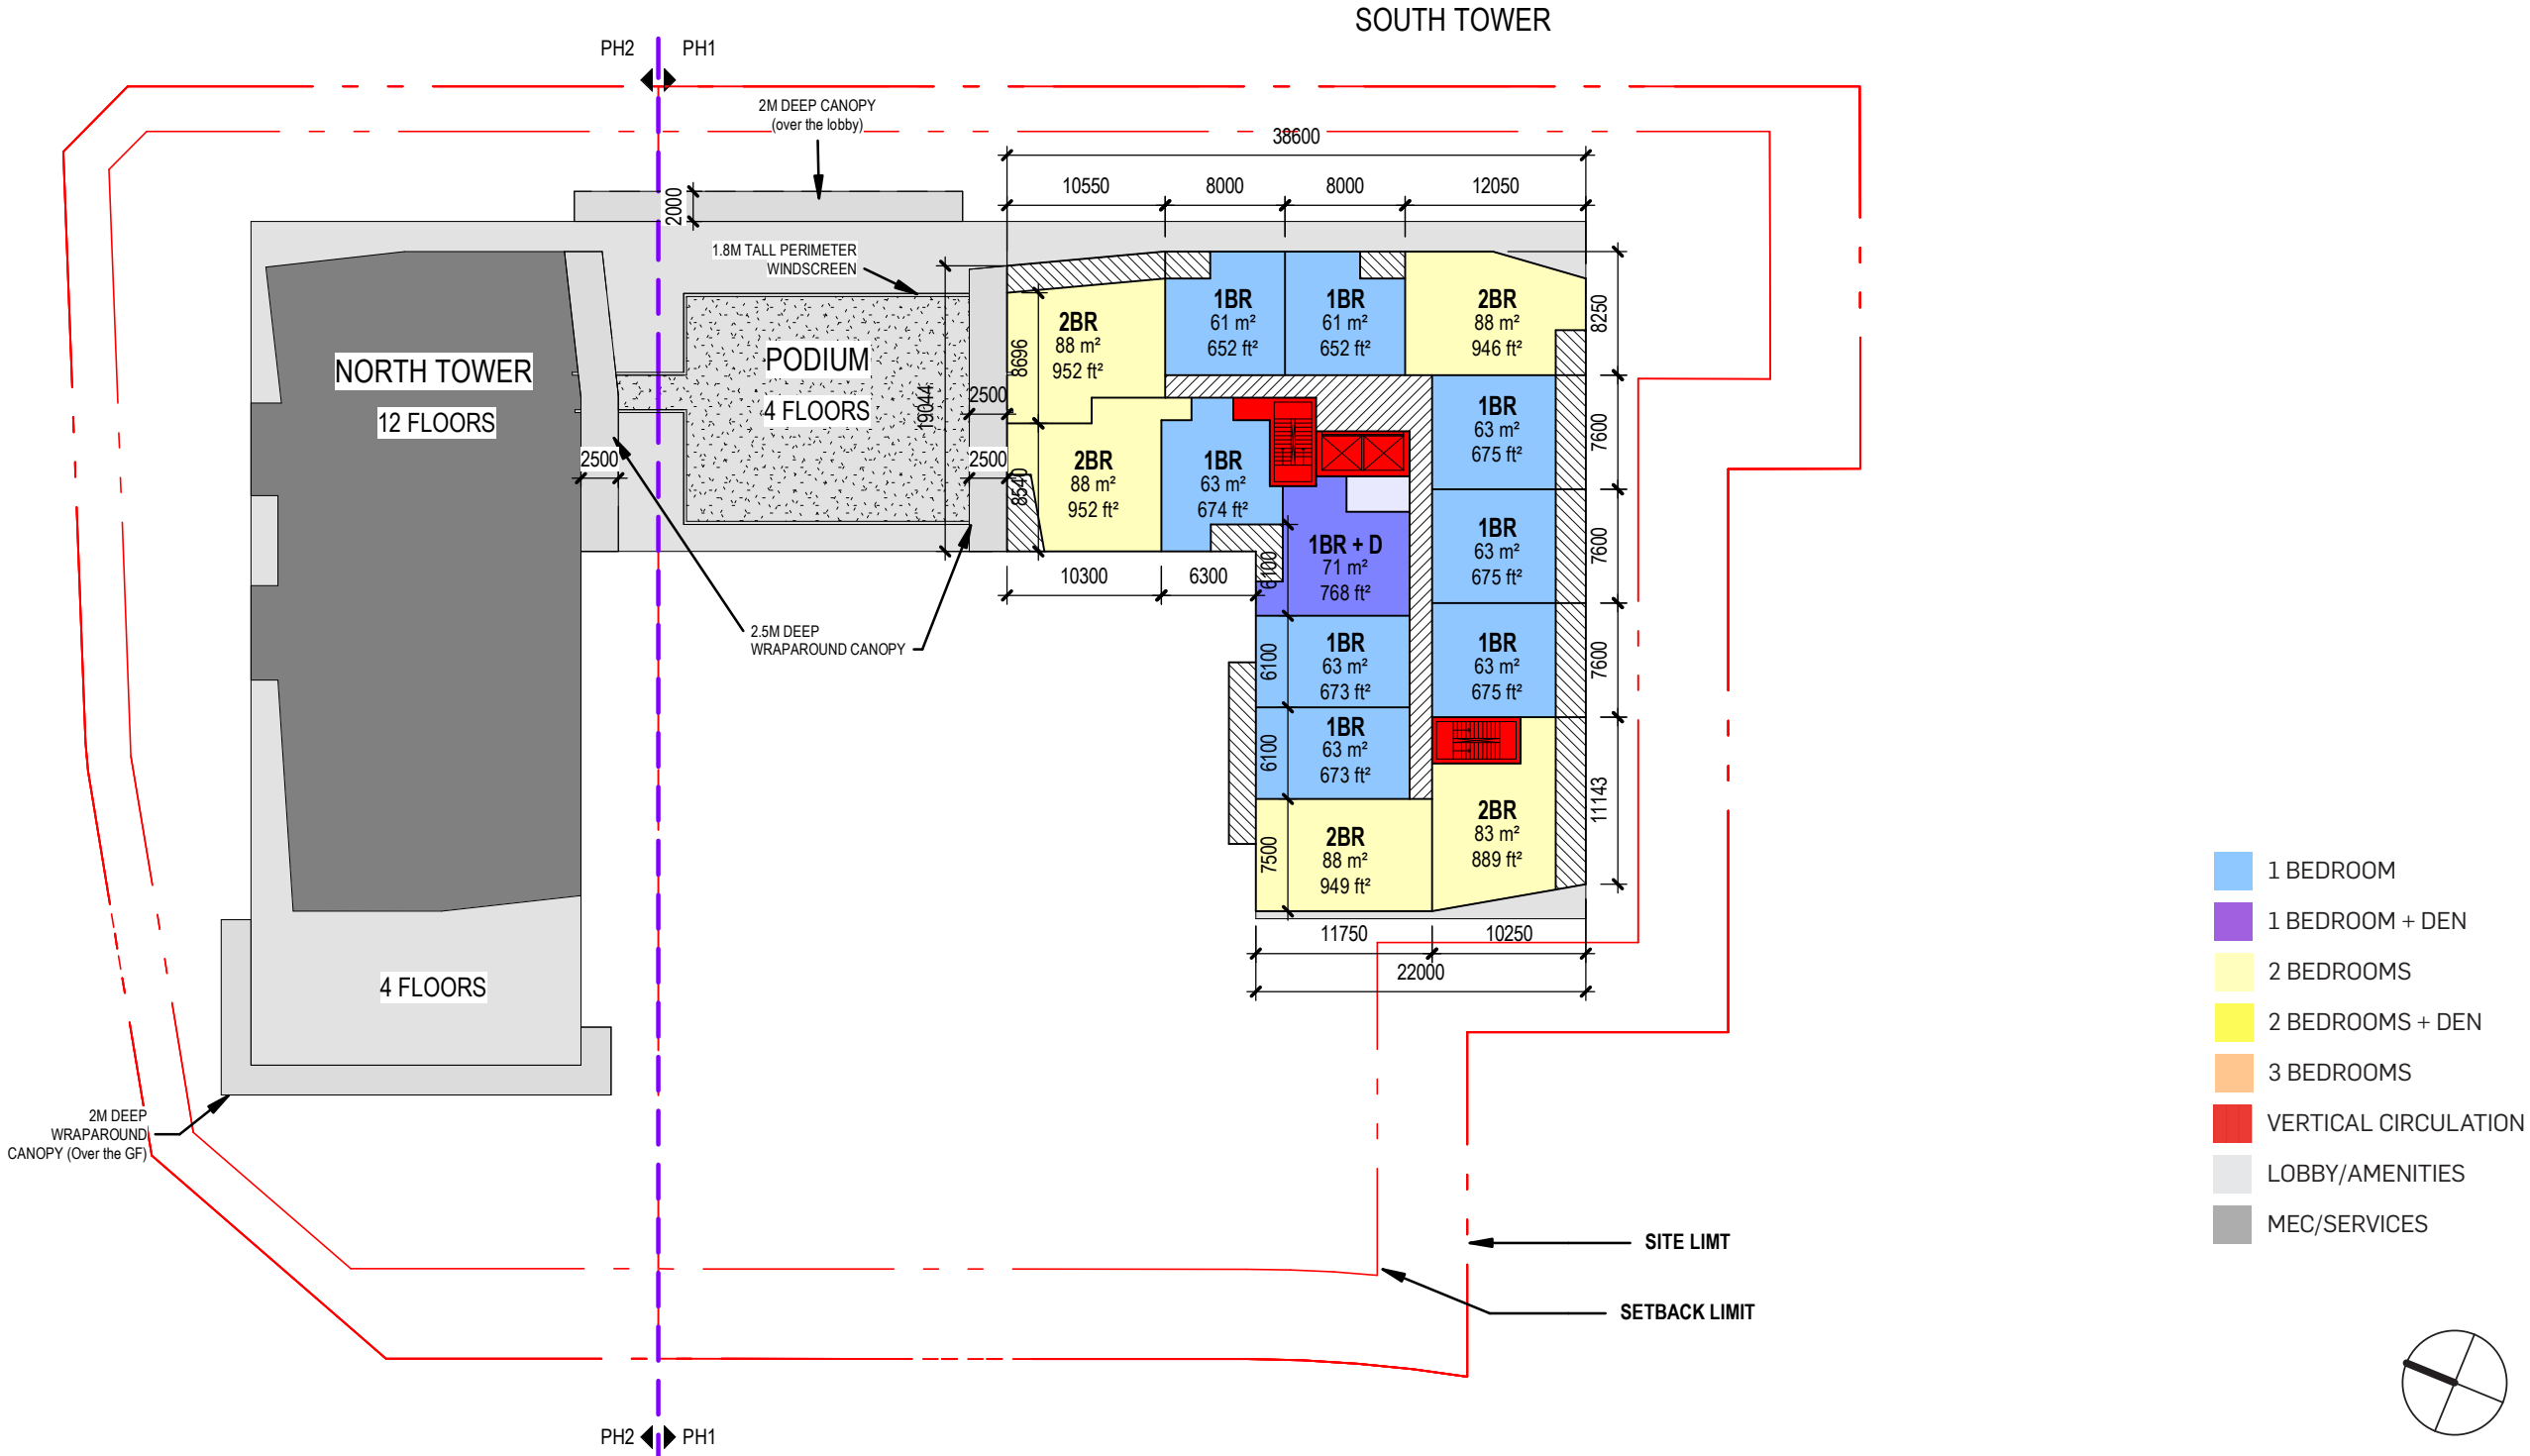 SOUTH TOWER
PH2
PH1
2M DEEP CANOPY
(over the lobby)
38600
10550
8000
8000
12050
2000
1.8M TALL PERIMETER
WINDSCREEN
NORTH TOWER
12 FLOORS
PODIUM
4 FLOORS
19044
2500
2500
2500
8696
8540
2BR
88 m²
952 ft²
1BR
61 m²
652 ft²
1BR
61 m²
652 ft²
2BR
88 m²
946 ft²
8250
2BR
88 m²
952 ft²
1BR
63 m²
674 ft²
1BR
63 m²
675 ft²
7600
1BR + D
71 m²
768 ft²
6100
1BR
63 m²
675 ft²
7600
10300
6300
2.5M DEEP
WRAPAROUND CANOPY
1BR
63 m²
673 ft²
6100
1BR
63 m²
675 ft²
7600
1BR
63 m²
673 ft²
6100
2BR
88 m²
949 ft²
7500
2BR
83 m²
889 ft²
11143
11750
10250
22000
4 FLOORS
2M DEEP
WRAPAROUND
CANOPY (Over the GF)
SITE LIMT
SETBACK LIMIT
PH2
PH1
1 BEDROOM
1 BEDROOM + DEN
2 BEDROOMS
2 BEDROOMS + DEN
3 BEDROOMS
VERTICAL CIRCULATION
LOBBY/AMENITIES
MEC/SERVICES